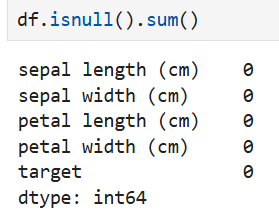 df.isnull().sum()
sepal length (cm)    0
sepal width (cm)     0
petal length (cm)    0
petal width (cm)     0
target               0
dtype: int64